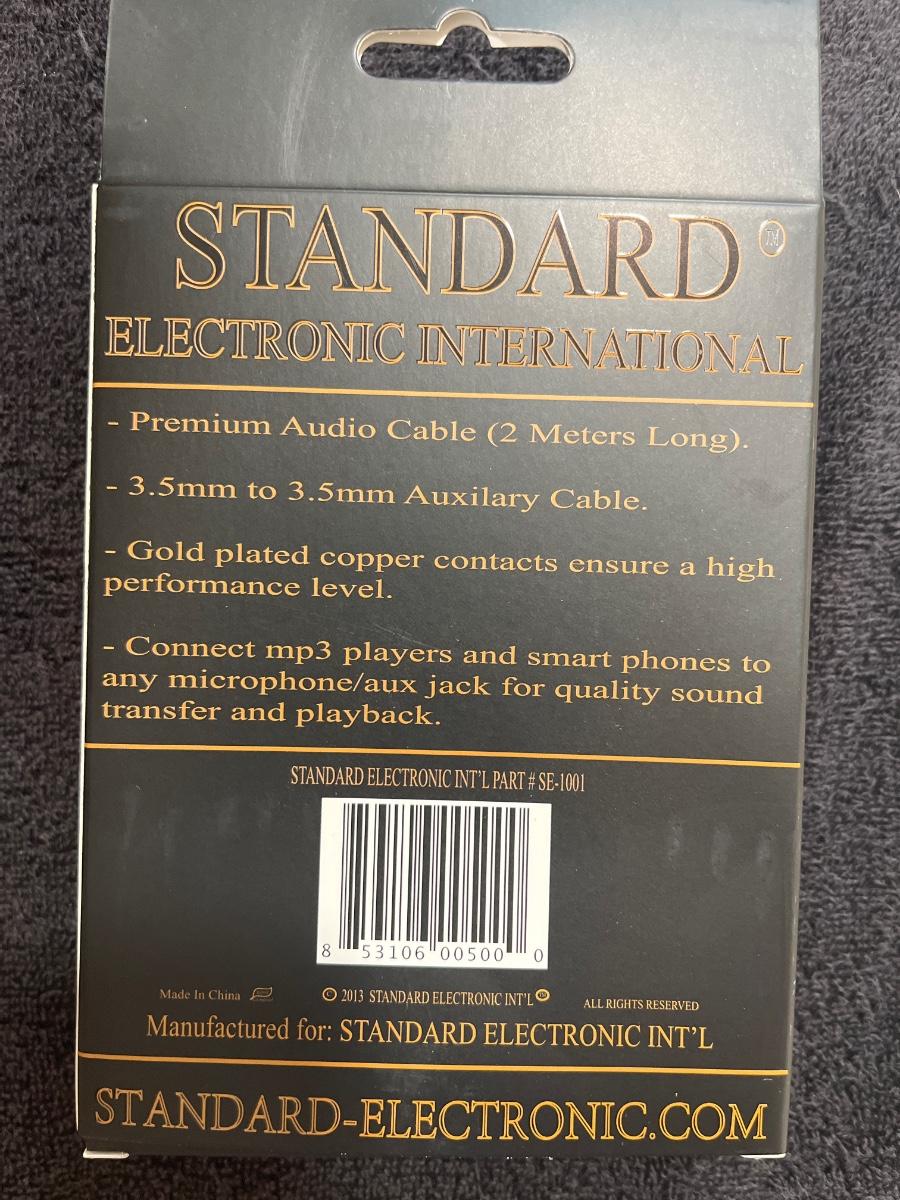 STANDARD ™
ELECTRONIC INTERNATIONAL
- Premium Audio Cable (2 Meters Long).
- 3.5mm to 3.5mm Auxilary Cable.
- Gold plated copper contacts ensure a high
performance level.
- Connect mp3 players and smart phones to
any microphone/aux jack for quality sound
transfer and playback.
STANDARD ELECTRONIC INT'L PART # SE-1001
8 53106 00500 0
Made In China © 2013 STANDARD ELECTRONIC INT'L ALL RIGHTS RESERVED
Manufactured for: STANDARD ELECTRONIC INT'L
STANDARD-ELECTRONIC.COM